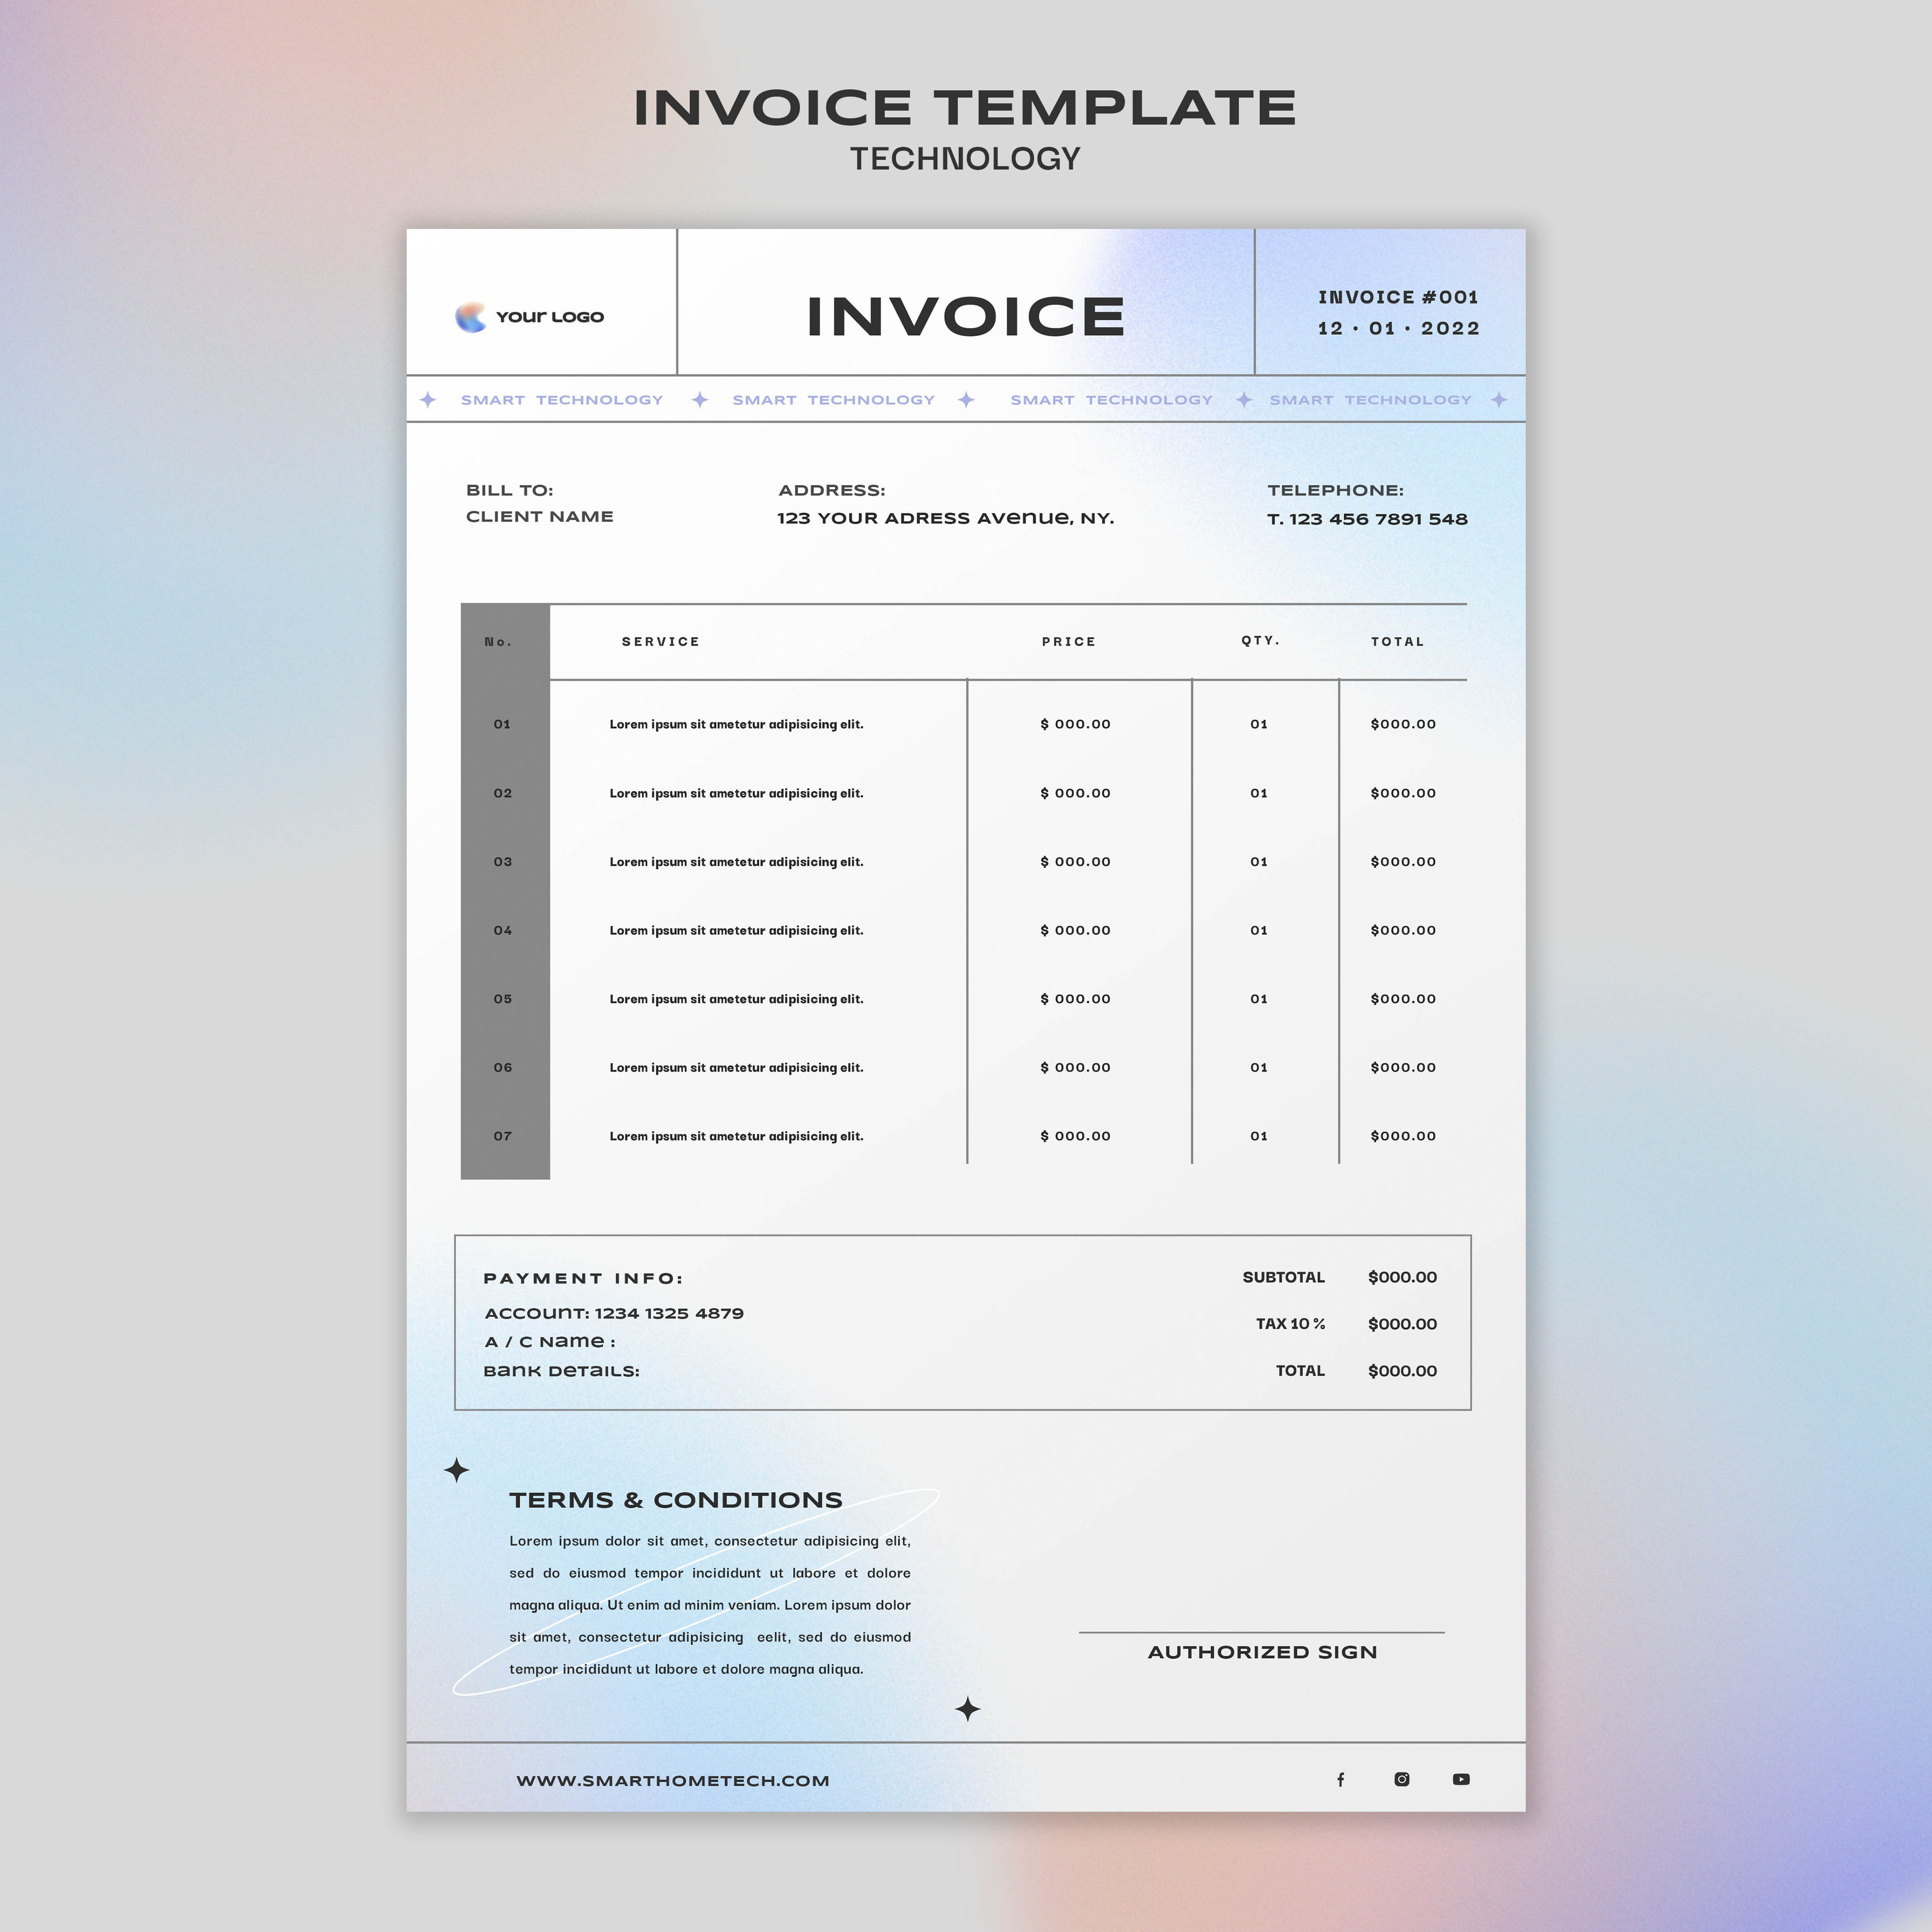 INVOICE TEMPLATE
TECHNOLOGY
YOUr LOGO
INVOICE
INVOICE #001
12 · 01 · 2022
SMART TECHNOLOGY SMART TECHNOLOGY SMART TECHNOLOGY SMART TECHNOLOGY
BILL TO:
CLIENT NAME
ADDRESS:
123 YOUR ADRESS Avenue, NY.
TELEPHONE:
T. 123 456 7891 548
No. SERVICE PRICE QTY. TOTAL
01 Lorem ipsum sit ametetur adipisicing elit. $ 000.00 01 $000.00
02 Lorem ipsum sit ametetur adipisicing elit. $ 000.00 01 $000.00
03 Lorem ipsum sit ametetur adipisicing elit. $ 000.00 01 $000.00
04 Lorem ipsum sit ametetur adipisicing elit. $ 000.00 01 $000.00
05 Lorem ipsum sit ametetur adipisicing elit. $ 000.00 01 $000.00
06 Lorem ipsum sit ametetur adipisicing elit. $ 000.00 01 $000.00
07 Lorem ipsum sit ametetur adipisicing elit. $ 000.00 01 $000.00
PAYMENT INFO:
Account: 1234 1325 4879
A / C Name :
Bank Details:
SUBTOTAL $000.00
TAX 10 % $000.00
TOTAL $000.00
TERMS & CONDITIONS
Lorem ipsum dolor sit amet, consectetur adipisicing elit,
sed do eiusmod tempor incididunt ut labore et dolore
magna aliqua. Ut enim ad minim veniam. Lorem ipsum dolor
sit amet, consectetur adipisicing eelit, sed do eiusmod
tempor incididunt ut labore et dolore magna aliqua.
AUTHORIZED SIGN
WWW.SMARTHOMETECH.COM